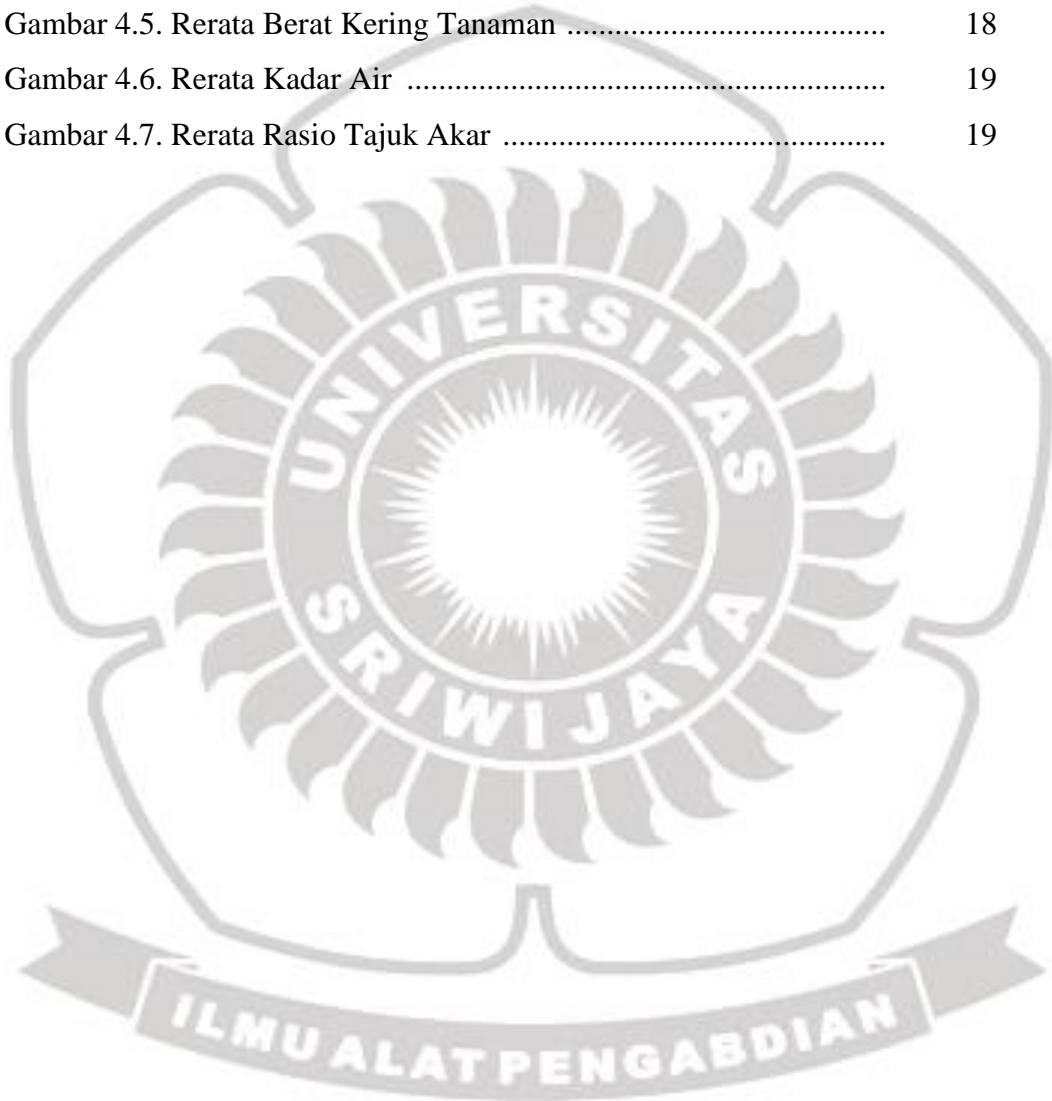 Gambar 4.5. Rerata Berat Kering Tanaman ........................................ 18
Gambar 4.6. Rerata Kadar Air ............................................................ 19
Gambar 4.7. Rerata Rasio Tajuk Akar ................................................ 19
UNIVERSITAS
SRIWIJAYA
ILMU ALAT PENGABDIAN